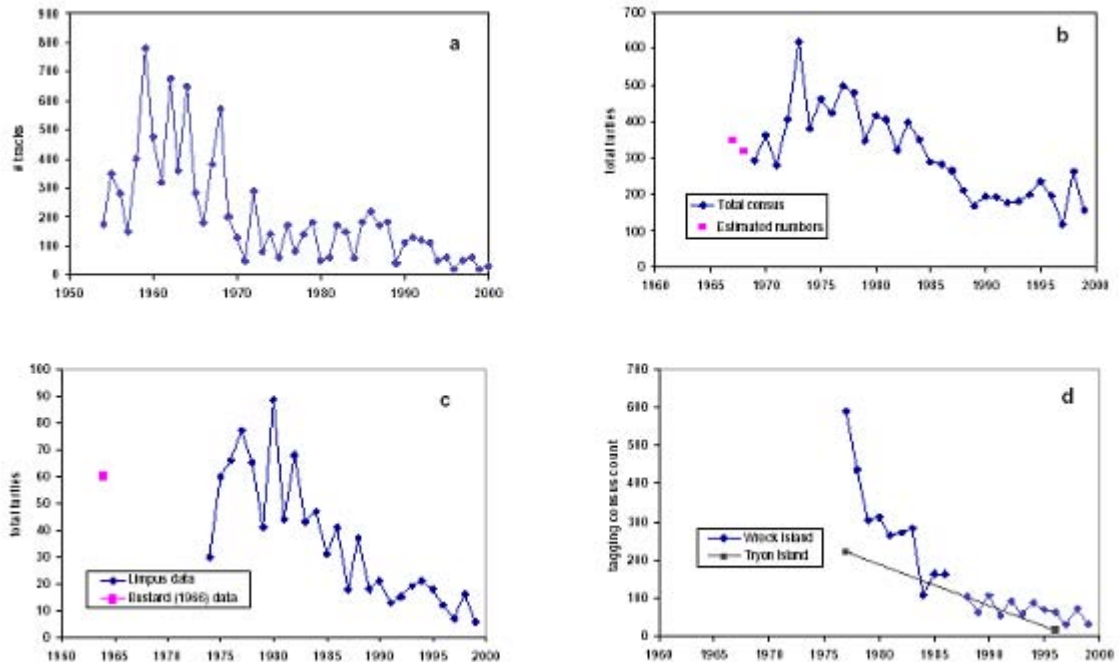 a
# tracks
900
800
700
600
500
400
300
200
100
0
1950 1960 1970 1980 1990 2000
b
total turtles
700
600
500
400
300
200
100
0
Total census
Estimated numbers
1960 1965 1970 1975 1980 1985 1990 1995 2000
c
total turtles
100
90
80
70
60
50
40
30
20
10
0
Limpus data
Bustard (1966) data
1960 1965 1970 1975 1980 1985 1990 1995 2000
d
tagging census count
700
600
500
400
300
200
100
0
Wreck Island
Tryon Island
1960 1965 1970 1975 1980 1985 1990 1995 2000